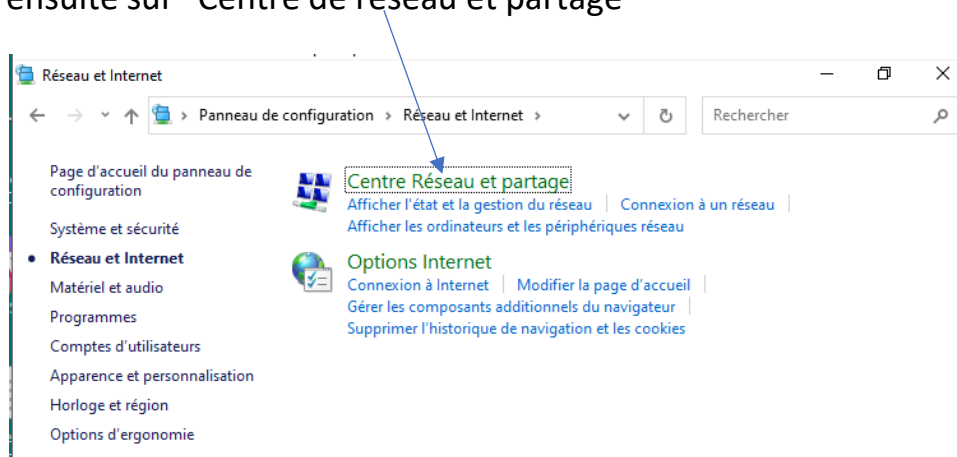 ensuite sur "Centre de réseau et partage"
Réseau et Internet
Panneau de configuration > Réseau et Internet >
Rechercher
Page d'accueil du panneau de
configuration
Système et sécurité
• Réseau et Internet
Matériel et audio
Programmes
Comptes d'utilisateurs
Apparence et personnalisation
Horloge et région
Options d'ergonomie
Centre Réseau et partage
Afficher l'état et la gestion du réseau | Connexion à un réseau |
Afficher les ordinateurs et les périphériques réseau
Options Internet
Connexion à Internet | Modifier la page d'accueil |
Gérer les composants additionnels du navigateur |
Supprimer l'historique de navigation et les cookies